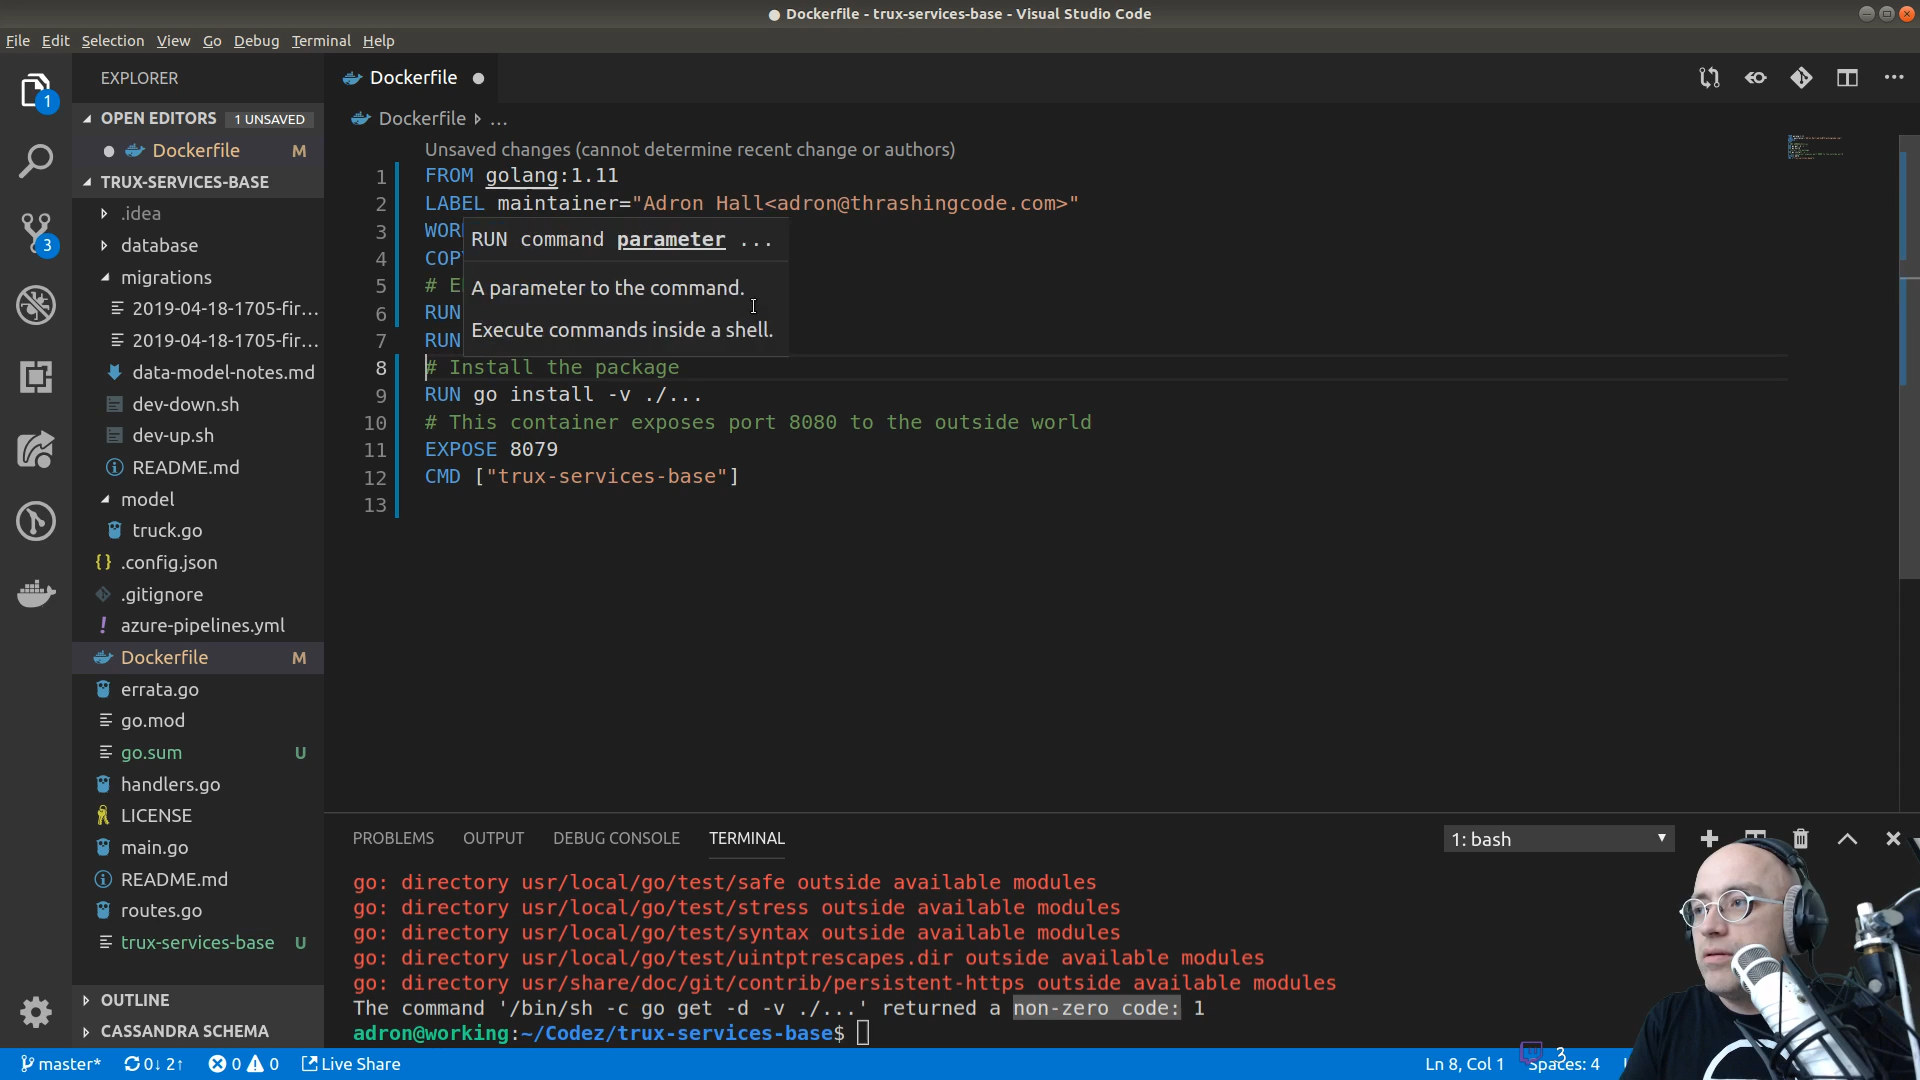 Dockerfile - trux-services-base - Visual Studio Code
File Edit Selection View Go Debug Terminal Help
EXPLORER
1
OPEN EDITORS 1 UNSAVED
Dockerfile M
TRUX-SERVICES-BASE
.idea
database
3
migrations
2019-04-18-1705-fir...
2019-04-18-1705-fir...
data-model-notes.md
dev-down.sh
dev-up.sh
README.md
model
truck.go
.config.json
.gitignore
azure-pipelines.yml
Dockerfile M
errata.go
go.mod
go.sum U
handlers.go
LICENSE
main.go
README.md
routes.go
trux-services-base U
OUTLINE
CASSANDRA SCHEMA
Dockerfile
Dockerfile ...
Unsaved changes (cannot determine recent change or authors)
1 FROM golang:1.11
2 LABEL maintainer="Adron Hall<adron@thrashingcode.com>"
3 WOR
4 COP
5 # E
6 RUN
7 RUN
RUN command parameter ...
A parameter to the command.
Execute commands inside a shell.
8 # Install the package
9 RUN go install -v ./...
10 # This container exposes port 8080 to the outside world
11 EXPOSE 8079
12 CMD ["trux-services-base"]
13
PROBLEMS OUTPUT DEBUG CONSOLE TERMINAL 1: bash
go: directory usr/local/go/test/safe outside available modules
go: directory usr/local/go/test/stress outside available modules
go: directory usr/local/go/test/syntax outside available modules
go: directory usr/local/go/test/uintptrescapes.dir outside available modules
go: directory usr/share/doc/git/contrib/persistent-https outside available modules
The command '/bin/sh -c go get -d -v ./...' returned a non-zero code: 1
adron@working:~/Codez/trux-services-base$
master* 0↓ 2↑ 0 0 Live Share Ln 8, Col 1 Spaces: 4
3